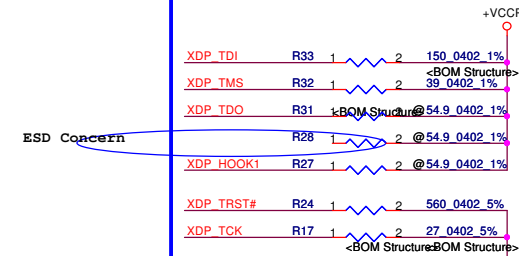 +VCCP
XDP_TDI R33 1 2 150_0402_1%
<BOM Structure>
XDP_TMS R32 1 2 39_0402_1%
XDP_TDO R31 1 <BOM Structure> 2 @54.9_0402_1%
ESD Concern R28 1 2 @54.9_0402_1%
XDP_HOOK1 R27 1 2 @54.9_0402_1%
XDP_TRST# R24 1 2 560_0402_5%
XDP_TCK R17 1 2 27_0402_5%
<BOM Structure> <BOM Structure>